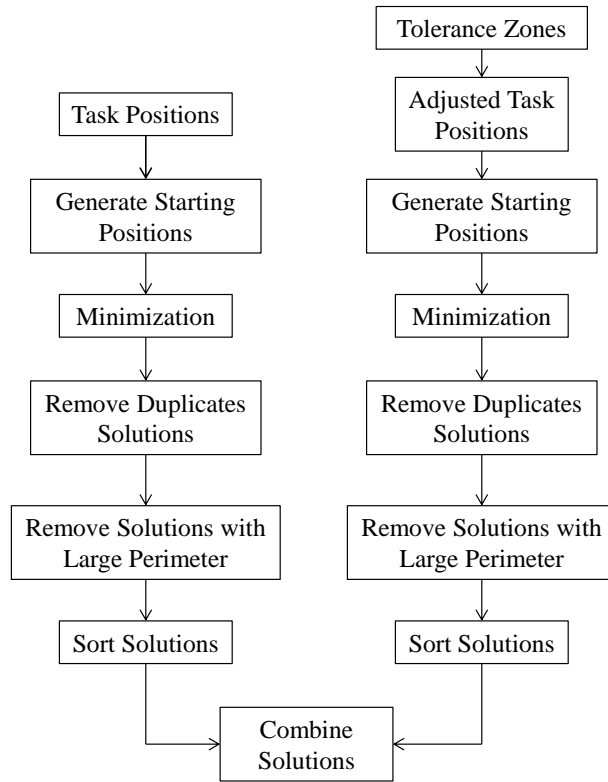 Tolerance Zones
Task Positions
Adjusted Task
Positions
Generate Starting
Positions
Generate Starting
Positions
Minimization
Minimization
Remove Duplicates
Solutions
Remove Duplicates
Solutions
Remove Solutions with
Large Perimeter
Remove Solutions with
Large Perimeter
Sort Solutions
Sort Solutions
Combine
Solutions